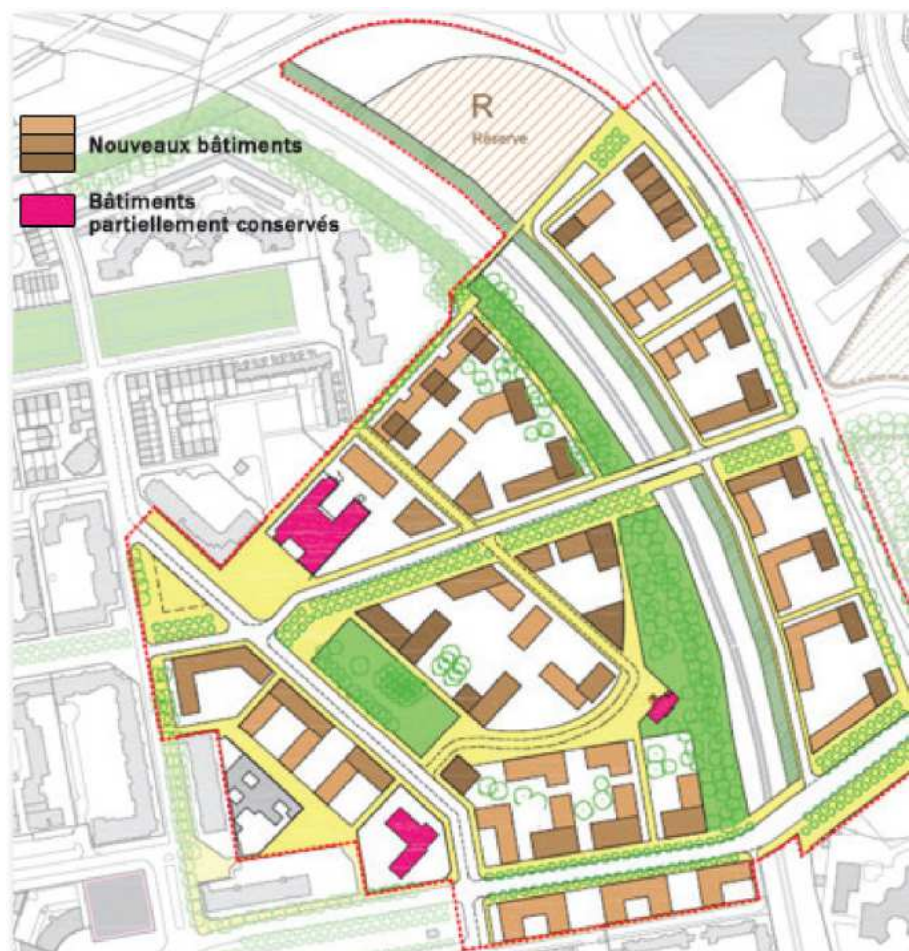 R
Réserve
Nouveaux bâtiments
Bâtiments
partiellement conservés